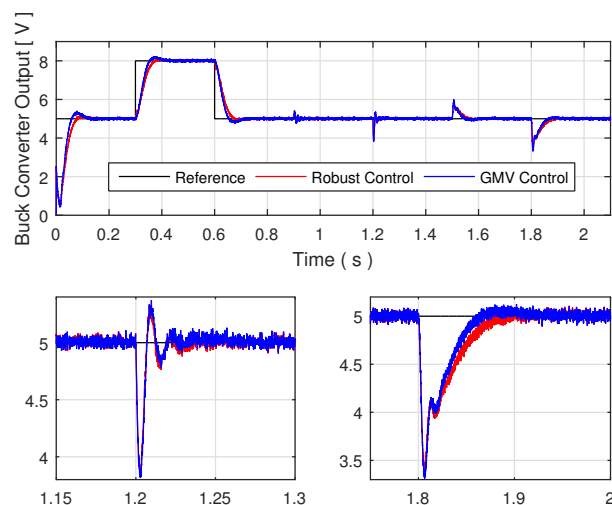 Buck Converter Output [ V ]
8
6
4
2
0
Reference Robust Control GMV Control
0 0.2 0.4 0.6 0.8 1 1.2 1.4 1.6 1.8 2
Time ( s )
5
4.5
4
1.15 1.2 1.25 1.3
5
4.5
4
3.5
1.8 1.9 2